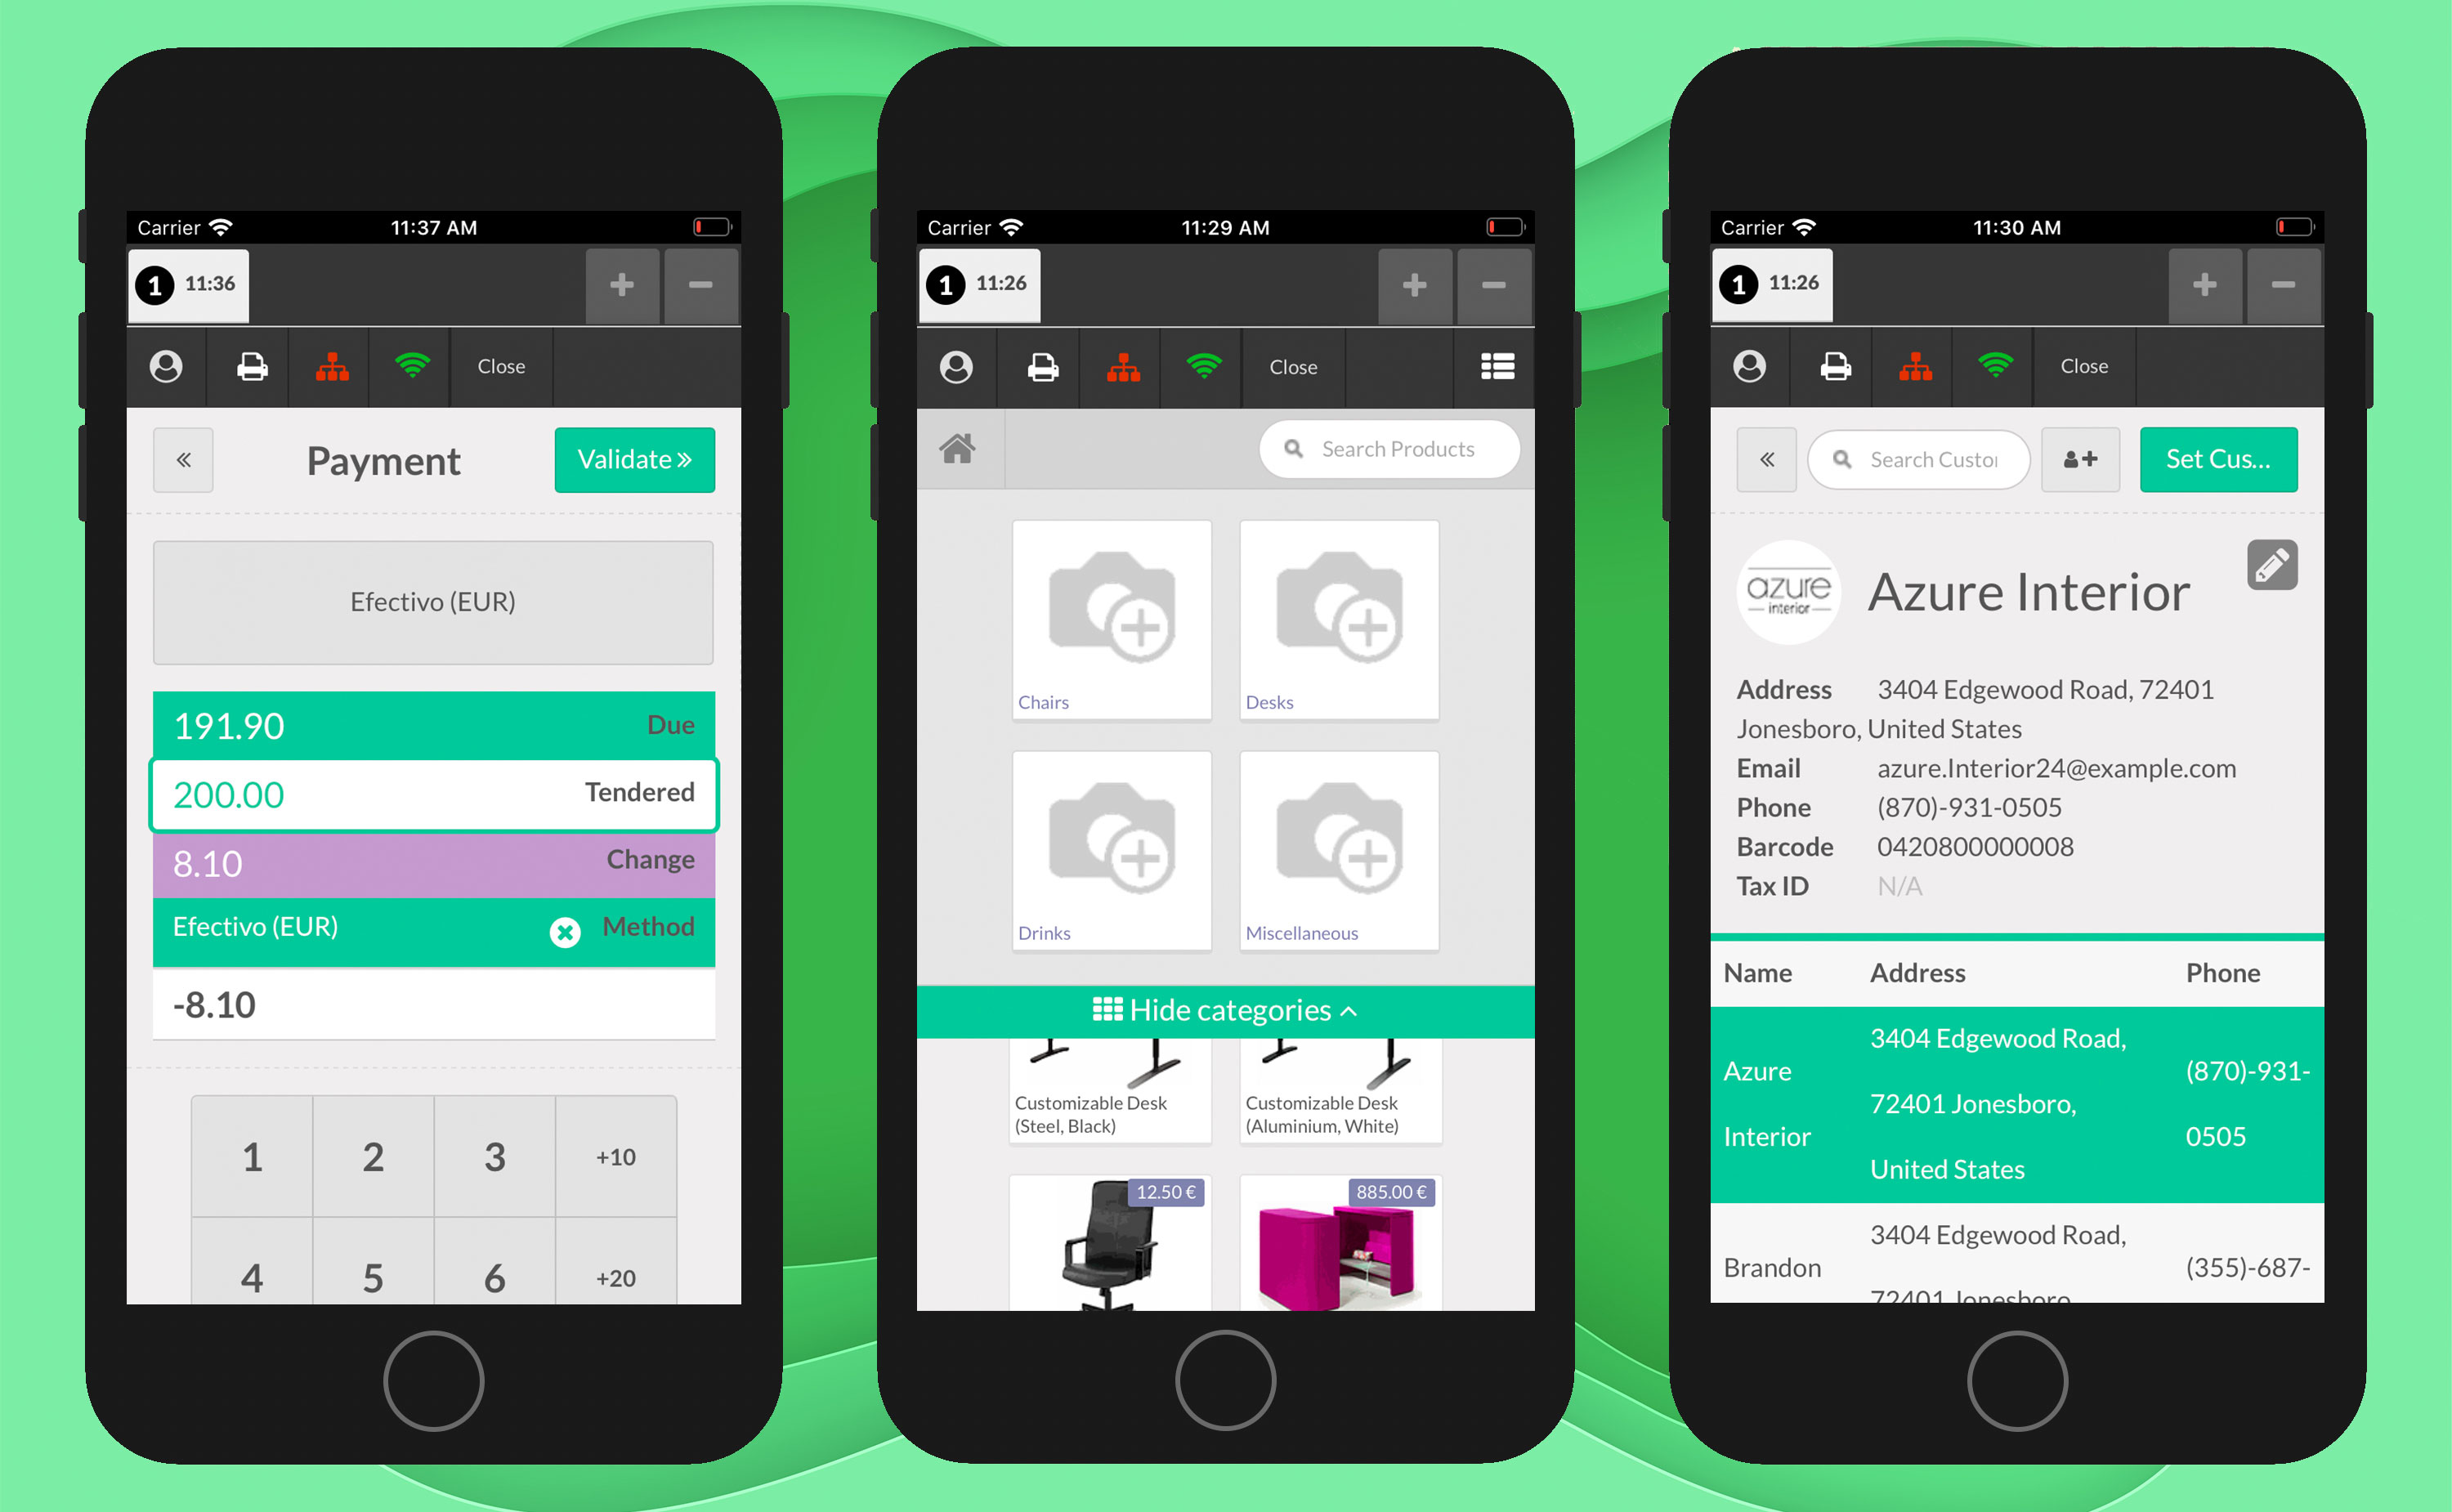 Carrier 11:37 AM
1 11:36 + −
Close
« Payment Validate »
Efectivo (EUR)
191.90 Due
200.00 Tendered
8.10 Change
Efectivo (EUR) Method
-8.10
1 2 3 +10
4 5 6 +20
Carrier 11:29 AM
1 11:26 + −
Close
Search Products
Chairs Desks
Drinks Miscellaneous
Hide categories
Customizable Desk
(Steel, Black)
Customizable Desk
(Aluminium, White)
12.50 € 885.00 €
Carrier 11:30 AM
1 11:26 + −
Close
« Search Custo + Set Cus...
azure
interior
Azure Interior
Address 3404 Edgewood Road, 72401
Jonesboro, United States
Email azure.Interior24@example.com
Phone (870)-931-0505
Barcode 0420800000008
Tax ID N/A
Name Address Phone
3404 Edgewood Road,
Azure (870)-931-
72401 Jonesboro,
Interior 0505
United States
3404 Edgewood Road,
Brandon (355)-687-
72401 Jonesboro